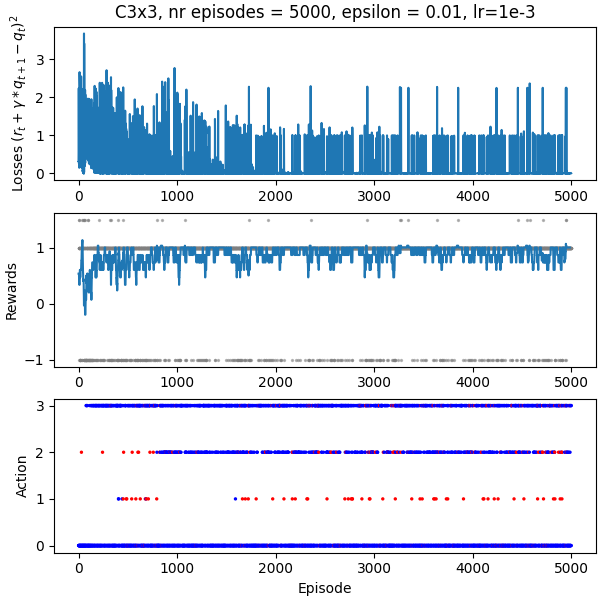 C3x3, nr episodes = 5000, epsilon = 0.01, lr=1e-3
Losses (r_t + γ * q_{t+1} − q_t)^2
3
2
1
0
0 1000 2000 3000 4000 5000
Rewards
1
0
−1
0 1000 2000 3000 4000 5000
Action
3
2
1
0
0 1000 2000 3000 4000 5000
Episode